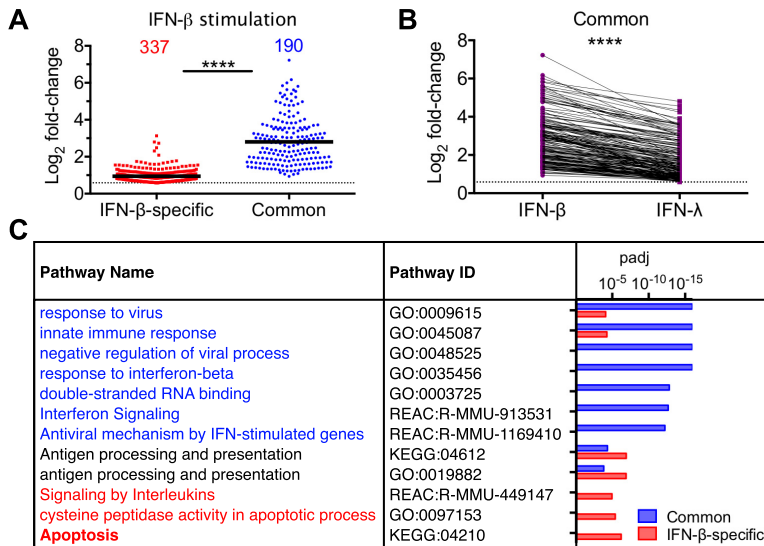 A
IFN-β stimulation
337
190
****
Log2 fold-change
8
6
4
2
0
IFN-β-specific
Common
B
Common
****
Log2 fold-change
8
6
4
2
0
IFN-β
IFN-λ
C
Pathway Name
Pathway ID
padj
10-5 10-10 10-15
response to virus GO:0009615
innate immune response GO:0045087
negative regulation of viral process GO:0048525
response to interferon-beta GO:0035456
double-stranded RNA binding GO:0003725
Interferon Signaling REAC:R-MMU-913531
Antiviral mechanism by IFN-stimulated genes REAC:R-MMU-1169410
Antigen processing and presentation KEGG:04612
antigen processing and presentation GO:0019882
Signaling by Interleukins REAC:R-MMU-449147
cysteine peptidase activity in apoptotic process GO:0097153
Apoptosis KEGG:04210
Common
IFN-β-specific